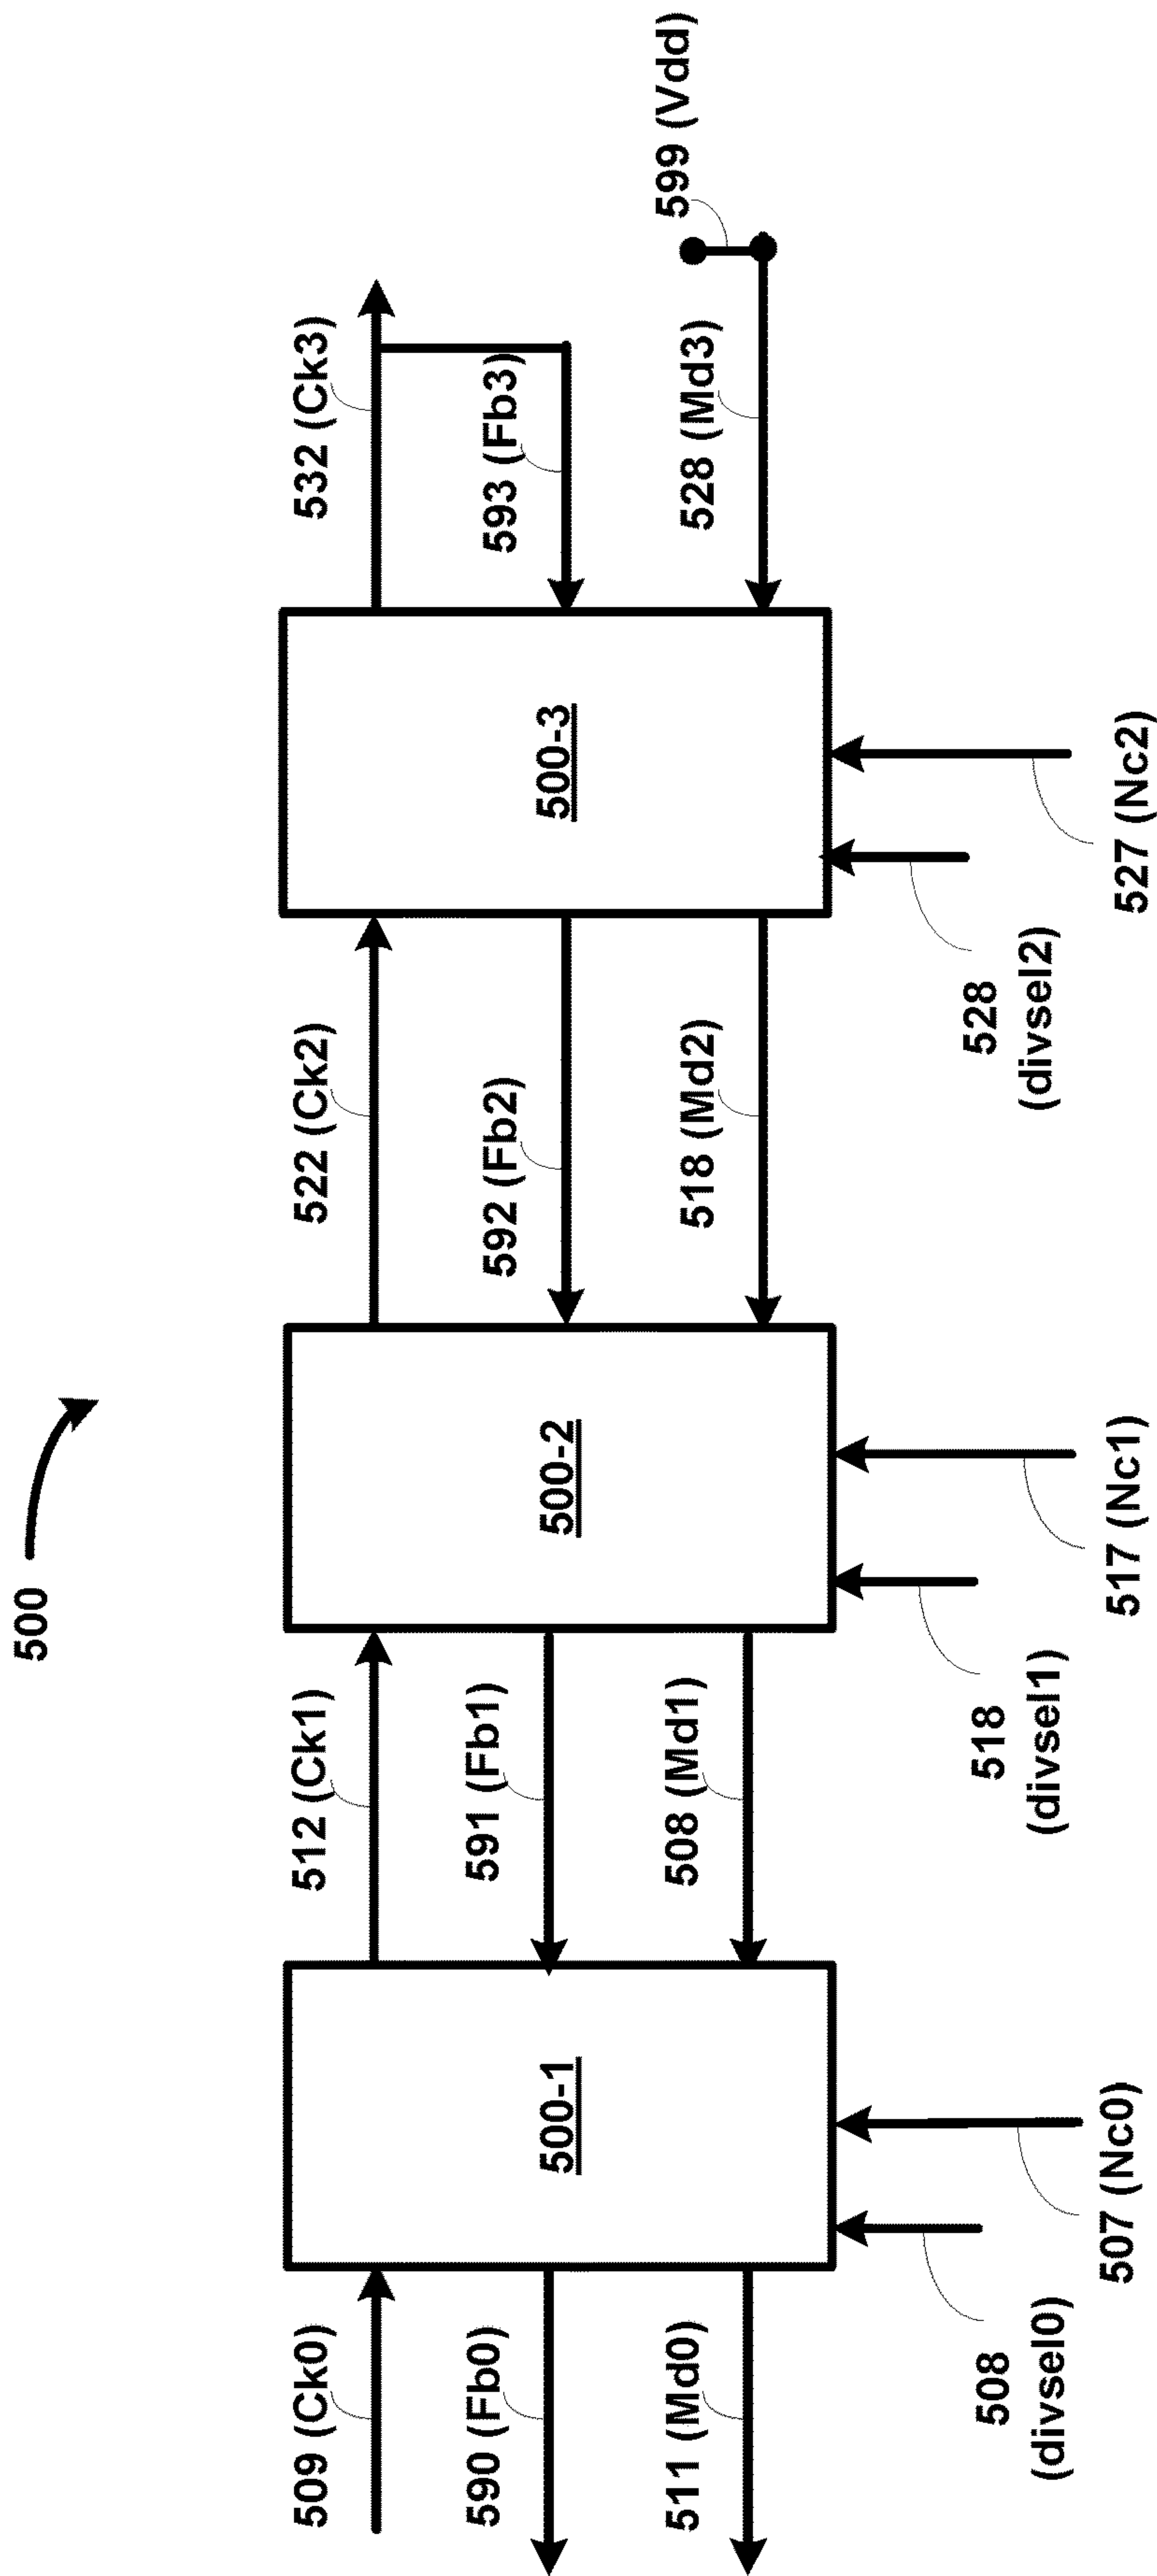 500
509 (Ck0)
512 (Ck1)
522 (Ck2)
532 (Ck3)
590 (Fb0)
591 (Fb1)
592 (Fb2)
593 (Fb3)
511 (Md0)
508 (Md1)
518 (Md2)
528 (Md3)
599 (Vdd)
500-1
500-2
500-3
508
(divsel0)
507 (Nc0)
518
(divsel1)
517 (Nc1)
528
(divsel2)
527 (Nc2)